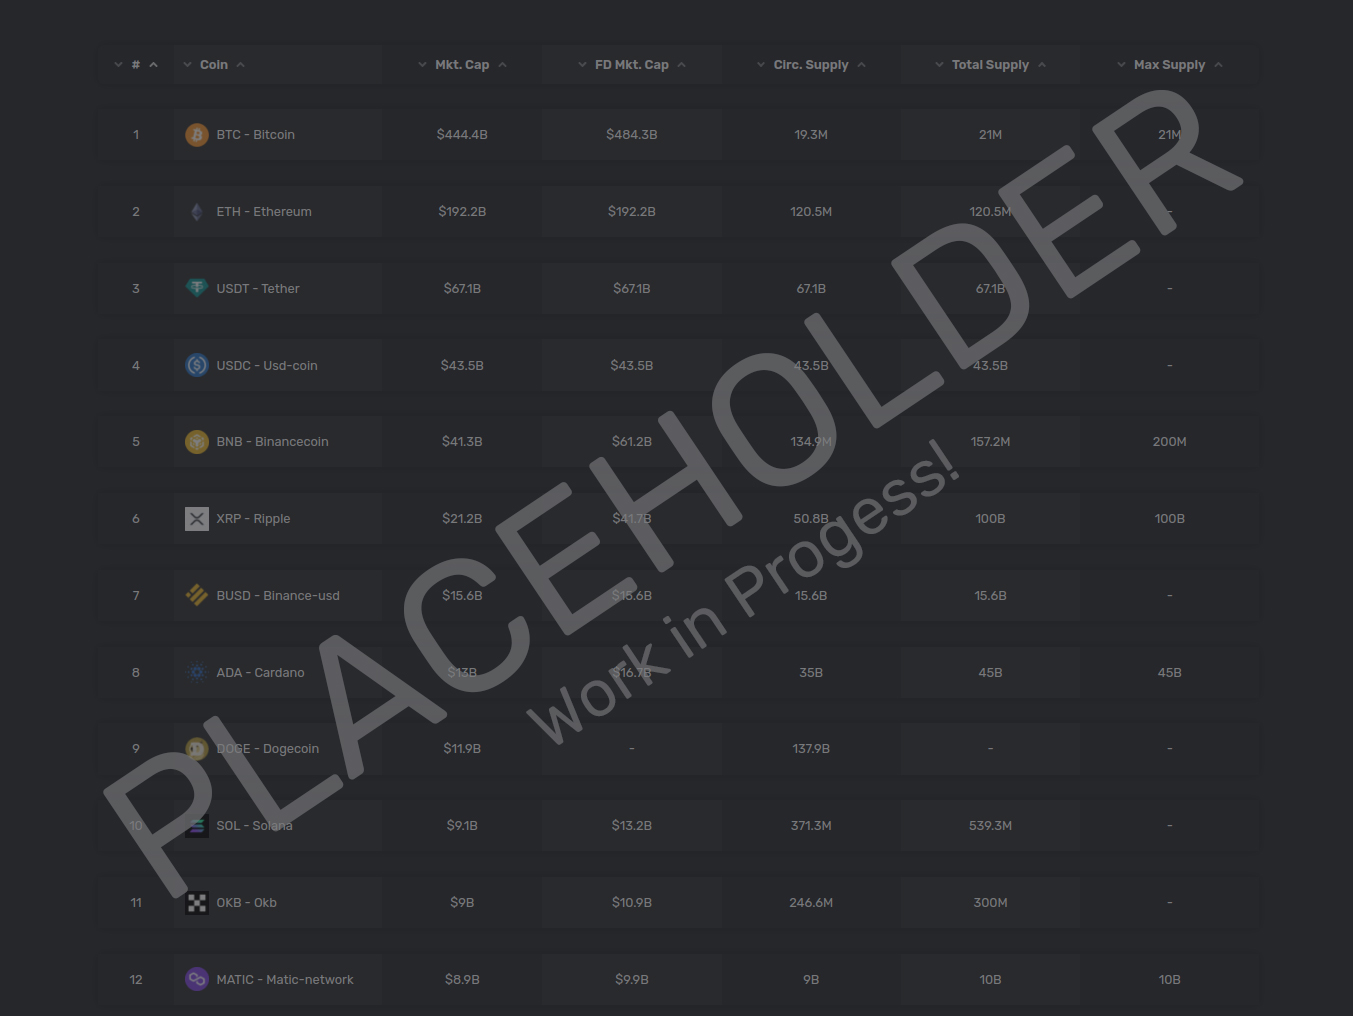 # Coin Mkt. Cap FD Mkt. Cap Circ. Supply Total Supply Max Supply
1 BTC - Bitcoin $444.4B $484.3B 19.3M 21M 21M
2 ETH - Ethereum $192.2B $192.2B 120.5M 120.5M -
3 USDT - Tether $67.1B $67.1B 67.1B 67.1B -
4 USDC - Usd-coin $43.5B $43.5B 43.5B 43.5B -
5 BNB - Binancecoin $41.3B $61.2B 134.9M 157.2M 200M
6 XRP - Ripple $21.2B $41.7B 50.8B 100B 100B
7 BUSD - Binance-usd $15.6B $15.6B 15.6B 15.6B -
8 ADA - Cardano $13B $16.7B 35B 45B 45B
9 DOGE - Dogecoin $11.9B - 137.9B - -
10 SOL - Solana $9.1B $13.2B 371.3M 539.3M -
11 OKB - Okb $9B $10.9B 246.6M 300M -
12 MATIC - Matic-network $8.9B $9.9B 9B 10B 10B
PLACEHOLDER
Work in Progess!